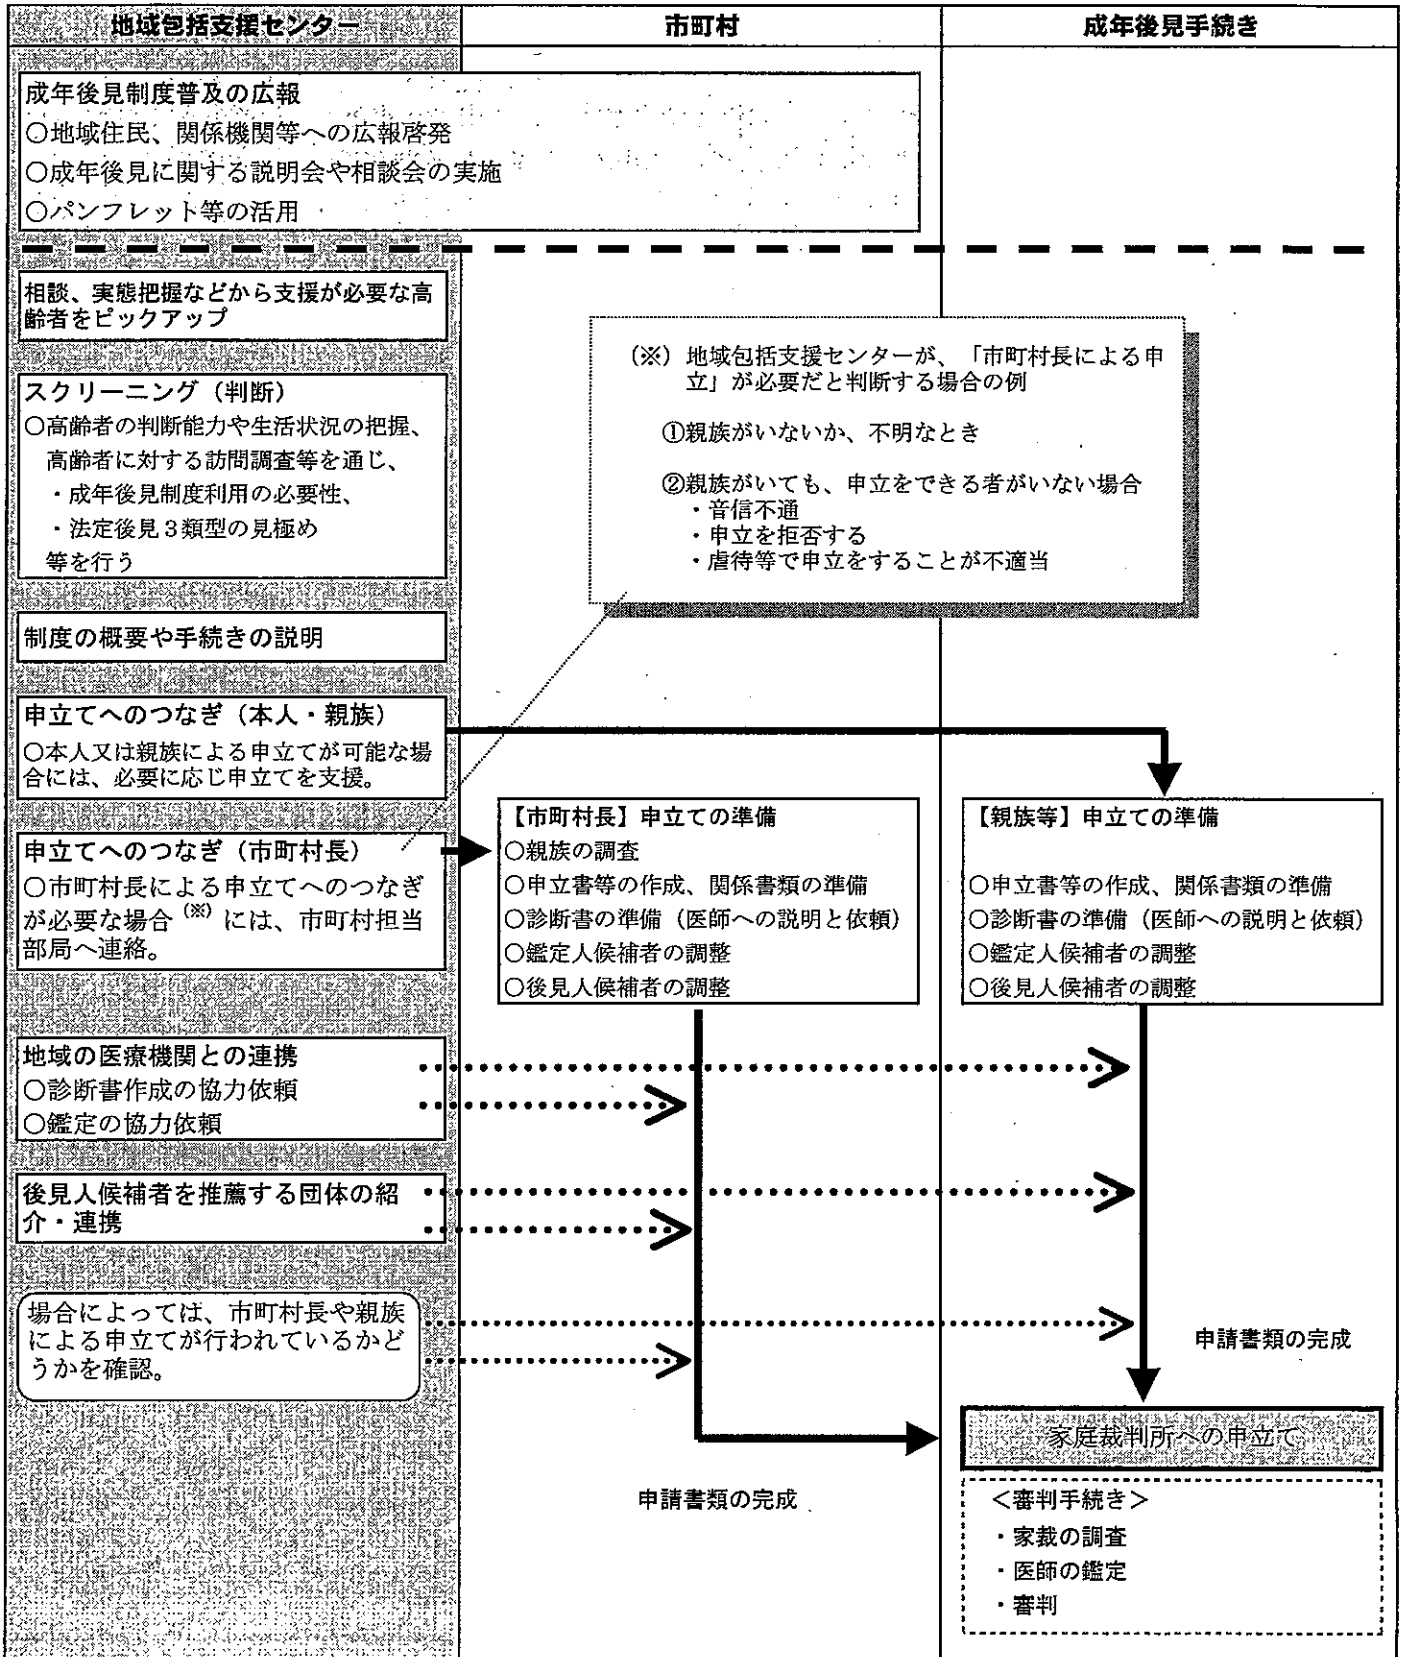 地域包括支援センター
市町村
成年後見手続き
成年後見制度普及の広報
○地域住民、関係機関等への広報啓発
○成年後見に関する説明会や相談会の実施
○パンフレット等の活用
相談、実態把握などから支援が必要な高
齢者をピックアップ
スクリーニング（判断）
○高齢者の判断能力や生活状況の把握、
高齢者に対する訪問調査等を通じ、
・成年後見制度利用の必要性、
・法定後見３類型の見極め
等を行う
（※）地域包括支援センターが、「市町村長による申
立」が必要だと判断する場合の例
①親族がいないか、不明なとき
②親族がいても、申立をできる者がいない場合
・音信不通
・申立を拒否する
・虐待等で申立をすることが不適当
制度の概要や手続きの説明
申立てへのつなぎ（本人・親族）
○本人又は親族による申立てが可能な場
合には、必要に応じ申立てを支援。
申立てへのつなぎ（市町村長）
○市町村長による申立てへのつなぎ
が必要な場合（※）には、市町村担当
部局へ連絡。
【市町村長】申立ての準備
○親族の調査
○申立書等の作成、関係書類の準備
○診断書の準備（医師への説明と依頼）
○鑑定人候補者の調整
○後見人候補者の調整
【親族等】申立ての準備
○申立書等の作成、関係書類の準備
○診断書の準備（医師への説明と依頼）
○鑑定人候補者の調整
○後見人候補者の調整
地域の医療機関との連携
○診断書作成の協力依頼
○鑑定の協力依頼
後見人候補者を推薦する団体の紹
介・連携
場合によっては、市町村長や親族
による申立てが行われているかど
うかを確認。
申請書類の完成
家庭裁判所への申立て
申請書類の完成
＜審判手続き＞
・家裁の調査
・医師の鑑定
・審判